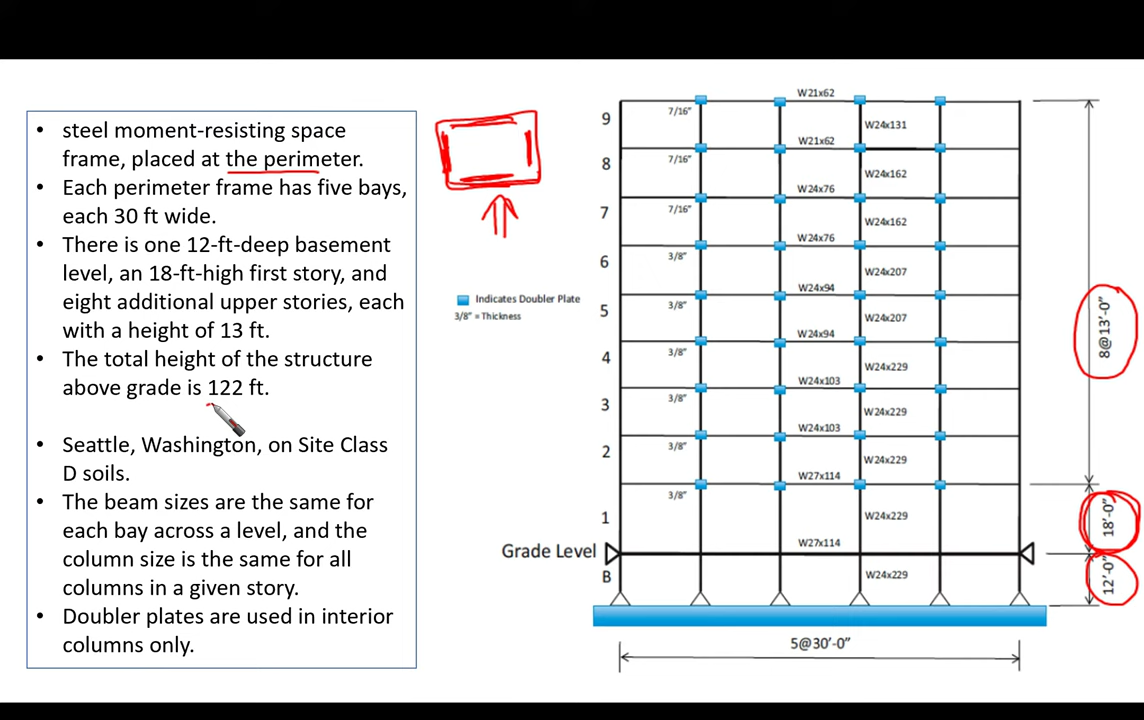 • steel moment-resisting space
frame, placed at the perimeter.
• Each perimeter frame has five bays,
each 30 ft wide.
• There is one 12-ft-deep basement
level, an 18-ft-high first story, and
eight additional upper stories, each
with a height of 13 ft.
• The total height of the structure
above grade is 122 ft.
• Seattle, Washington, on Site Class
D soils.
• The beam sizes are the same for
each bay across a level, and the
column size is the same for all
columns in a given story.
• Doubler plates are used in interior
columns only.
Indicates Doubler Plate
3/8" = Thickness
W21x62
9
7/16"
W24x131
W21x62
8
7/16"
W24x162
W24x76
7
7/16"
W24x162
W24x76
6
3/8"
W24x207
W24x94
5
3/8"
W24x207
W24x94
4
3/8"
W24x229
W24x103
3
3/8"
W24x229
W24x103
2
3/8"
W24x229
W27x114
3/8"
1
W24x229
W27x114
Grade Level
B
W24x229
8@13'-0"
18'-0"
12'-0"
5@30'-0"